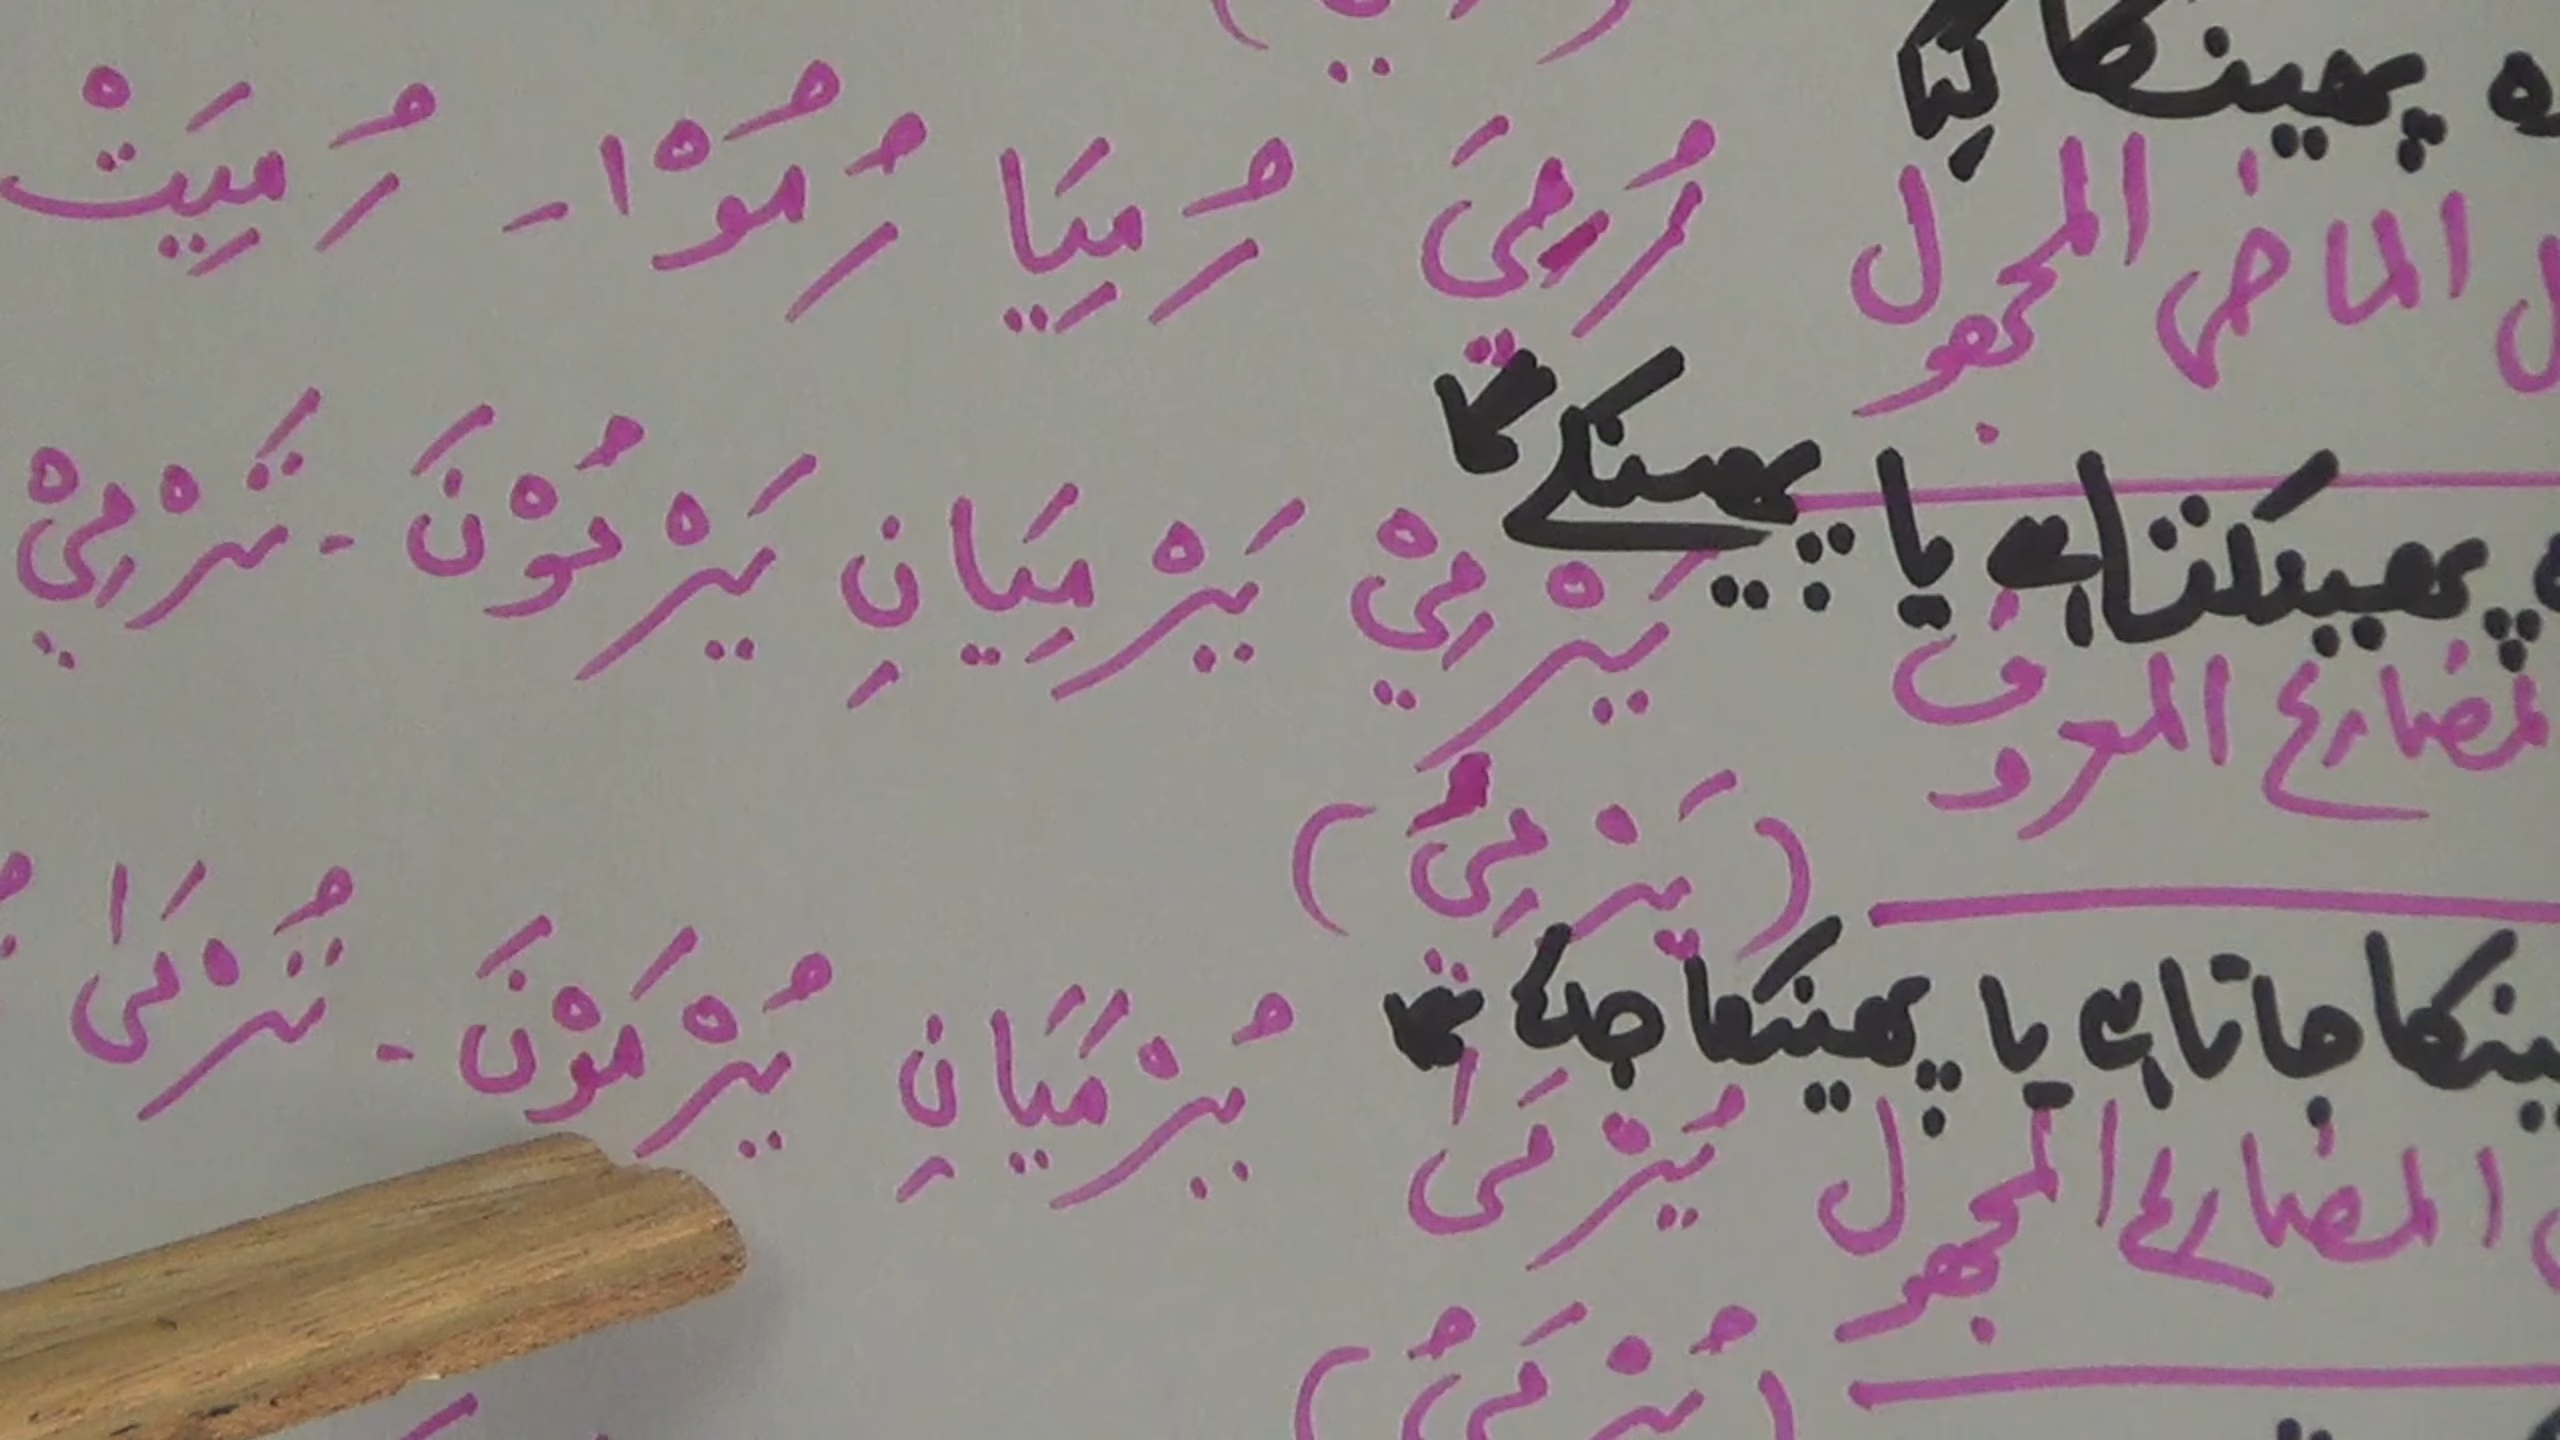 پھینکا گیا
الماضی المجهول رُمِيَ رُمِيَا رُمُوْا - رُمِيَتْ
پھینکتا ہے یا پھینکے گا
المضارع المعروف يَرْمِيْ يَرْمِيَانِ يَرْمُوْنَ - تَرْمِيْ
(يَرْمِيُ)
پھینکا جاتا ہے یا پھینکا جائے گا
المضارع المجهول يُرْمَىٰ يُرْمَيَانِ يُرْمَوْنَ - تُرْمَىٰ
(يُرْمَيُ)